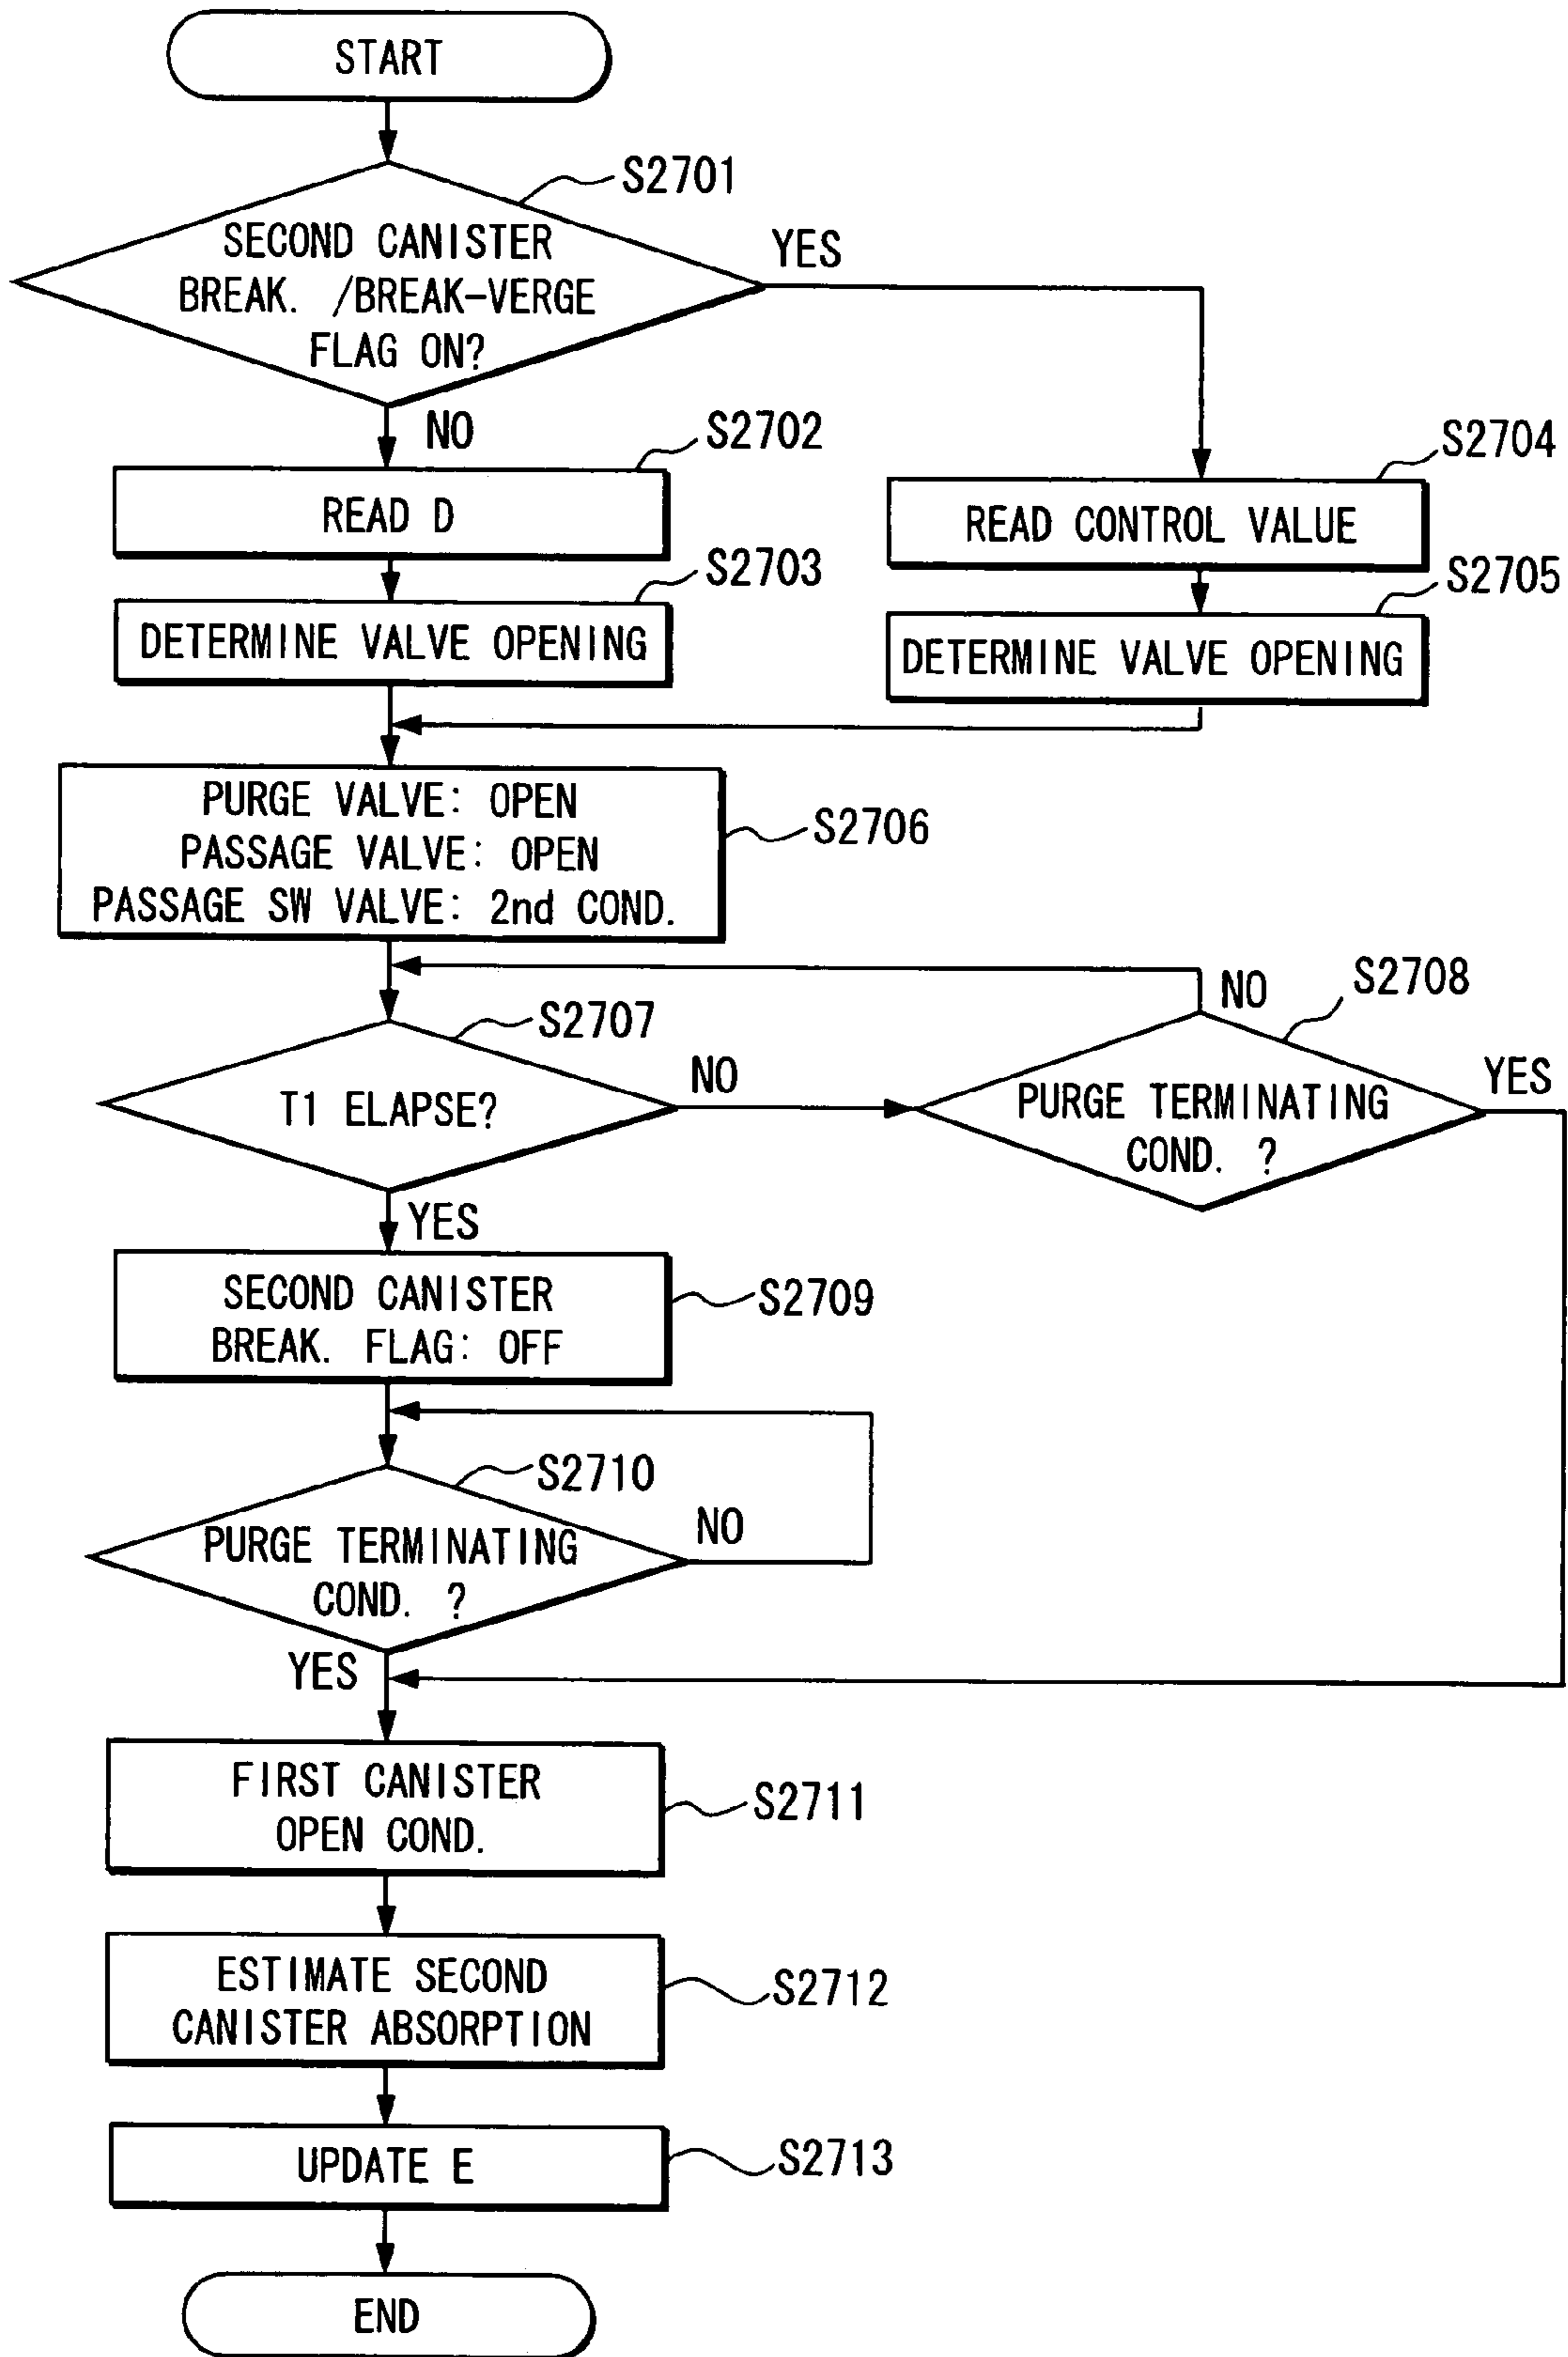 START
S2701
SECOND CANISTER
BREAK. /BREAK-VERGE
FLAG ON?
YES
NO
S2702
READ D
S2704
READ CONTROL VALUE
S2703
DETERMINE VALVE OPENING
S2705
DETERMINE VALVE OPENING
PURGE VALVE: OPEN
PASSAGE VALVE: OPEN
PASSAGE SW VALVE: 2nd COND.
S2706
S2707
T1 ELAPSE?
NO
S2708
NO
PURGE TERMINATING
COND. ?
YES
YES
SECOND CANISTER
BREAK. FLAG: OFF
S2709
S2710
PURGE TERMINATING
COND. ?
NO
YES
FIRST CANISTER
OPEN COND.
S2711
ESTIMATE SECOND
CANISTER ABSORPTION
S2712
UPDATE E
S2713
END